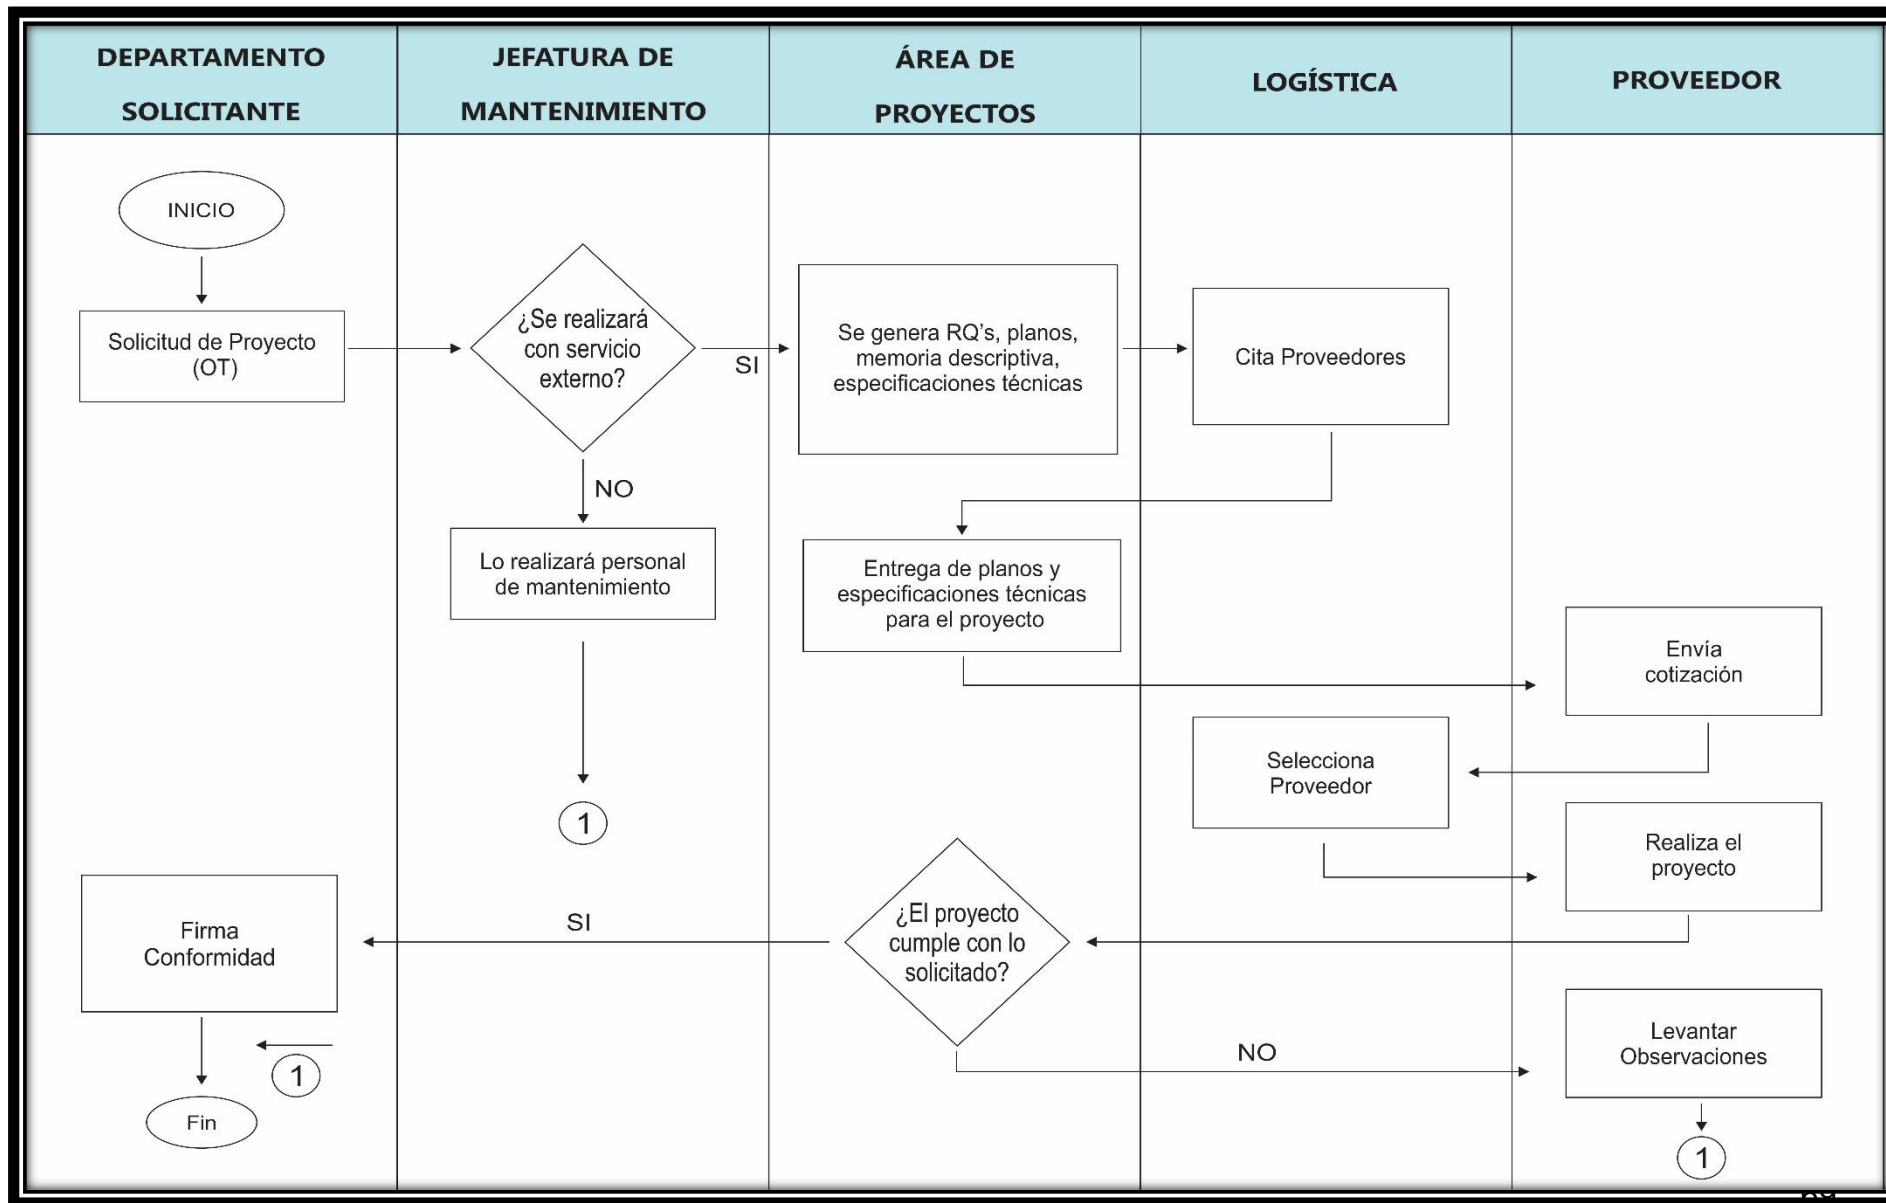 DEPARTAMENTO
SOLICITANTE
JEFATURA DE
MANTENIMIENTO
ÁREA DE
PROYECTOS
LOGÍSTICA
PROVEEDOR
INICIO
Solicitud de Proyecto
(OT)
¿Se realizará
con servicio
externo?
SI
Se genera RQ's, planos,
memoria descriptiva,
especificaciones técnicas
Cita Proveedores
NO
Lo realizará personal
de mantenimiento
1
Entrega de planos y
especificaciones técnicas
para el proyecto
Envía
cotización
Selecciona
Proveedor
Realiza el
proyecto
¿El proyecto
cumple con lo
solicitado?
SI
Firma
Conformidad
NO
Levantar
Observaciones
1
1
Fin